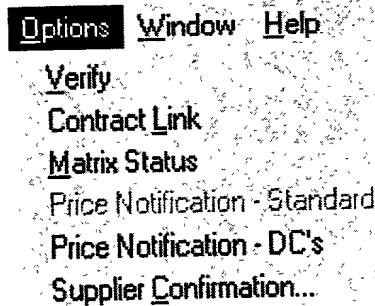 Options Window Help
Verify
Contract Link
Matrix Status
Price Notification - Standard
Price Notification - DC's
Supplier Confirmation...